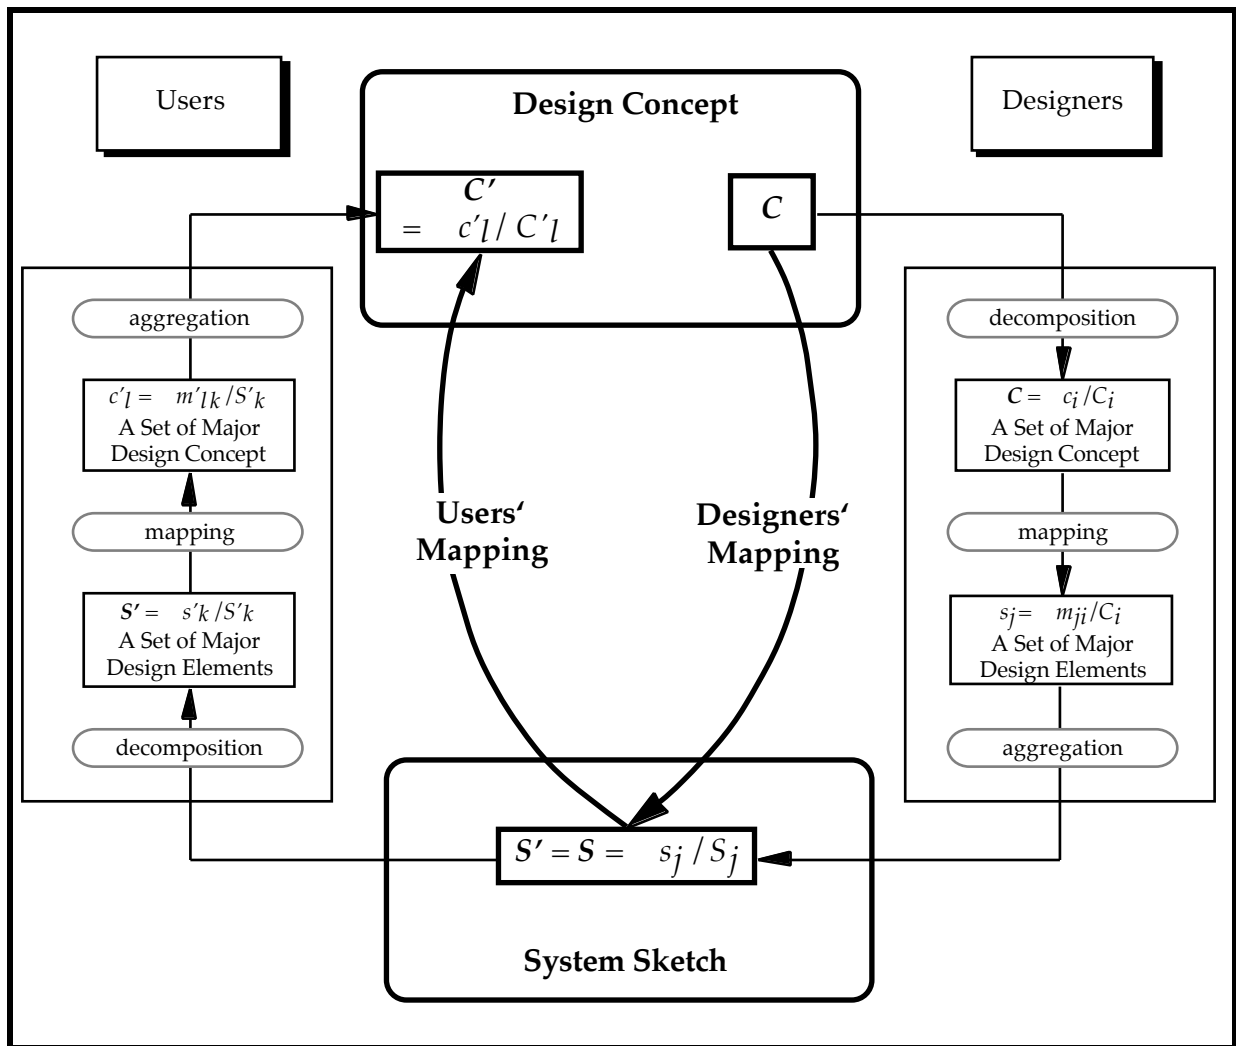 Users
Design Concept
Designers
C'
= c'l / C'l
C
aggregation
c'l = m'lk /S'k
A Set of Major
Design Concept
mapping
S' = s'k /S'k
A Set of Major
Design Elements
decomposition
Users‘
Mapping
Designers‘
Mapping
decomposition
C = ci /Ci
A Set of Major
Design Concept
mapping
sj = mji /Ci
A Set of Major
Design Elements
aggregation
S' = S = sj / Sj
System Sketch